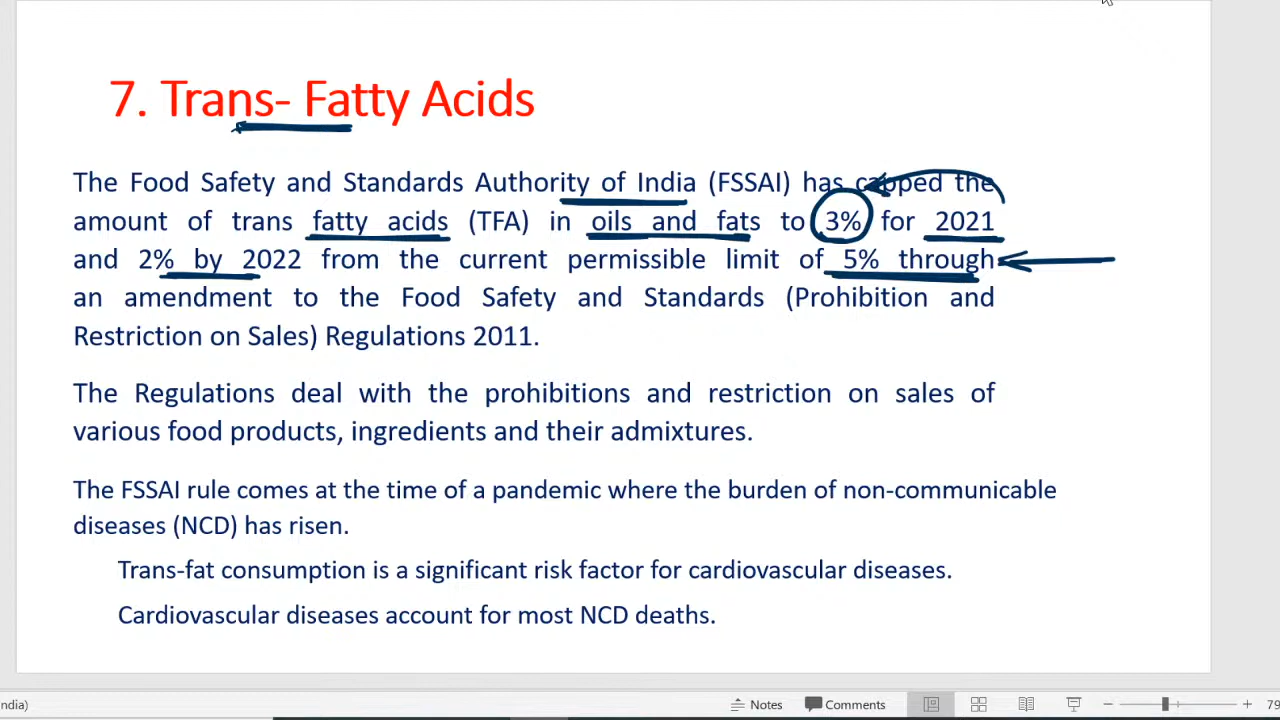 7. Trans- Fatty Acids
The Food Safety and Standards Authority of India (FSSAI) has capped the
amount of trans fatty acids (TFA) in oils and fats to 3% for 2021
and 2% by 2022 from the current permissible limit of 5% through
an amendment to the Food Safety and Standards (Prohibition and
Restriction on Sales) Regulations 2011.
The Regulations deal with the prohibitions and restriction on sales of
various food products, ingredients and their admixtures.
The FSSAI rule comes at the time of a pandemic where the burden of non-communicable
diseases (NCD) has risen.
Trans-fat consumption is a significant risk factor for cardiovascular diseases.
Cardiovascular diseases account for most NCD deaths.
ndia) Notes Comments 79